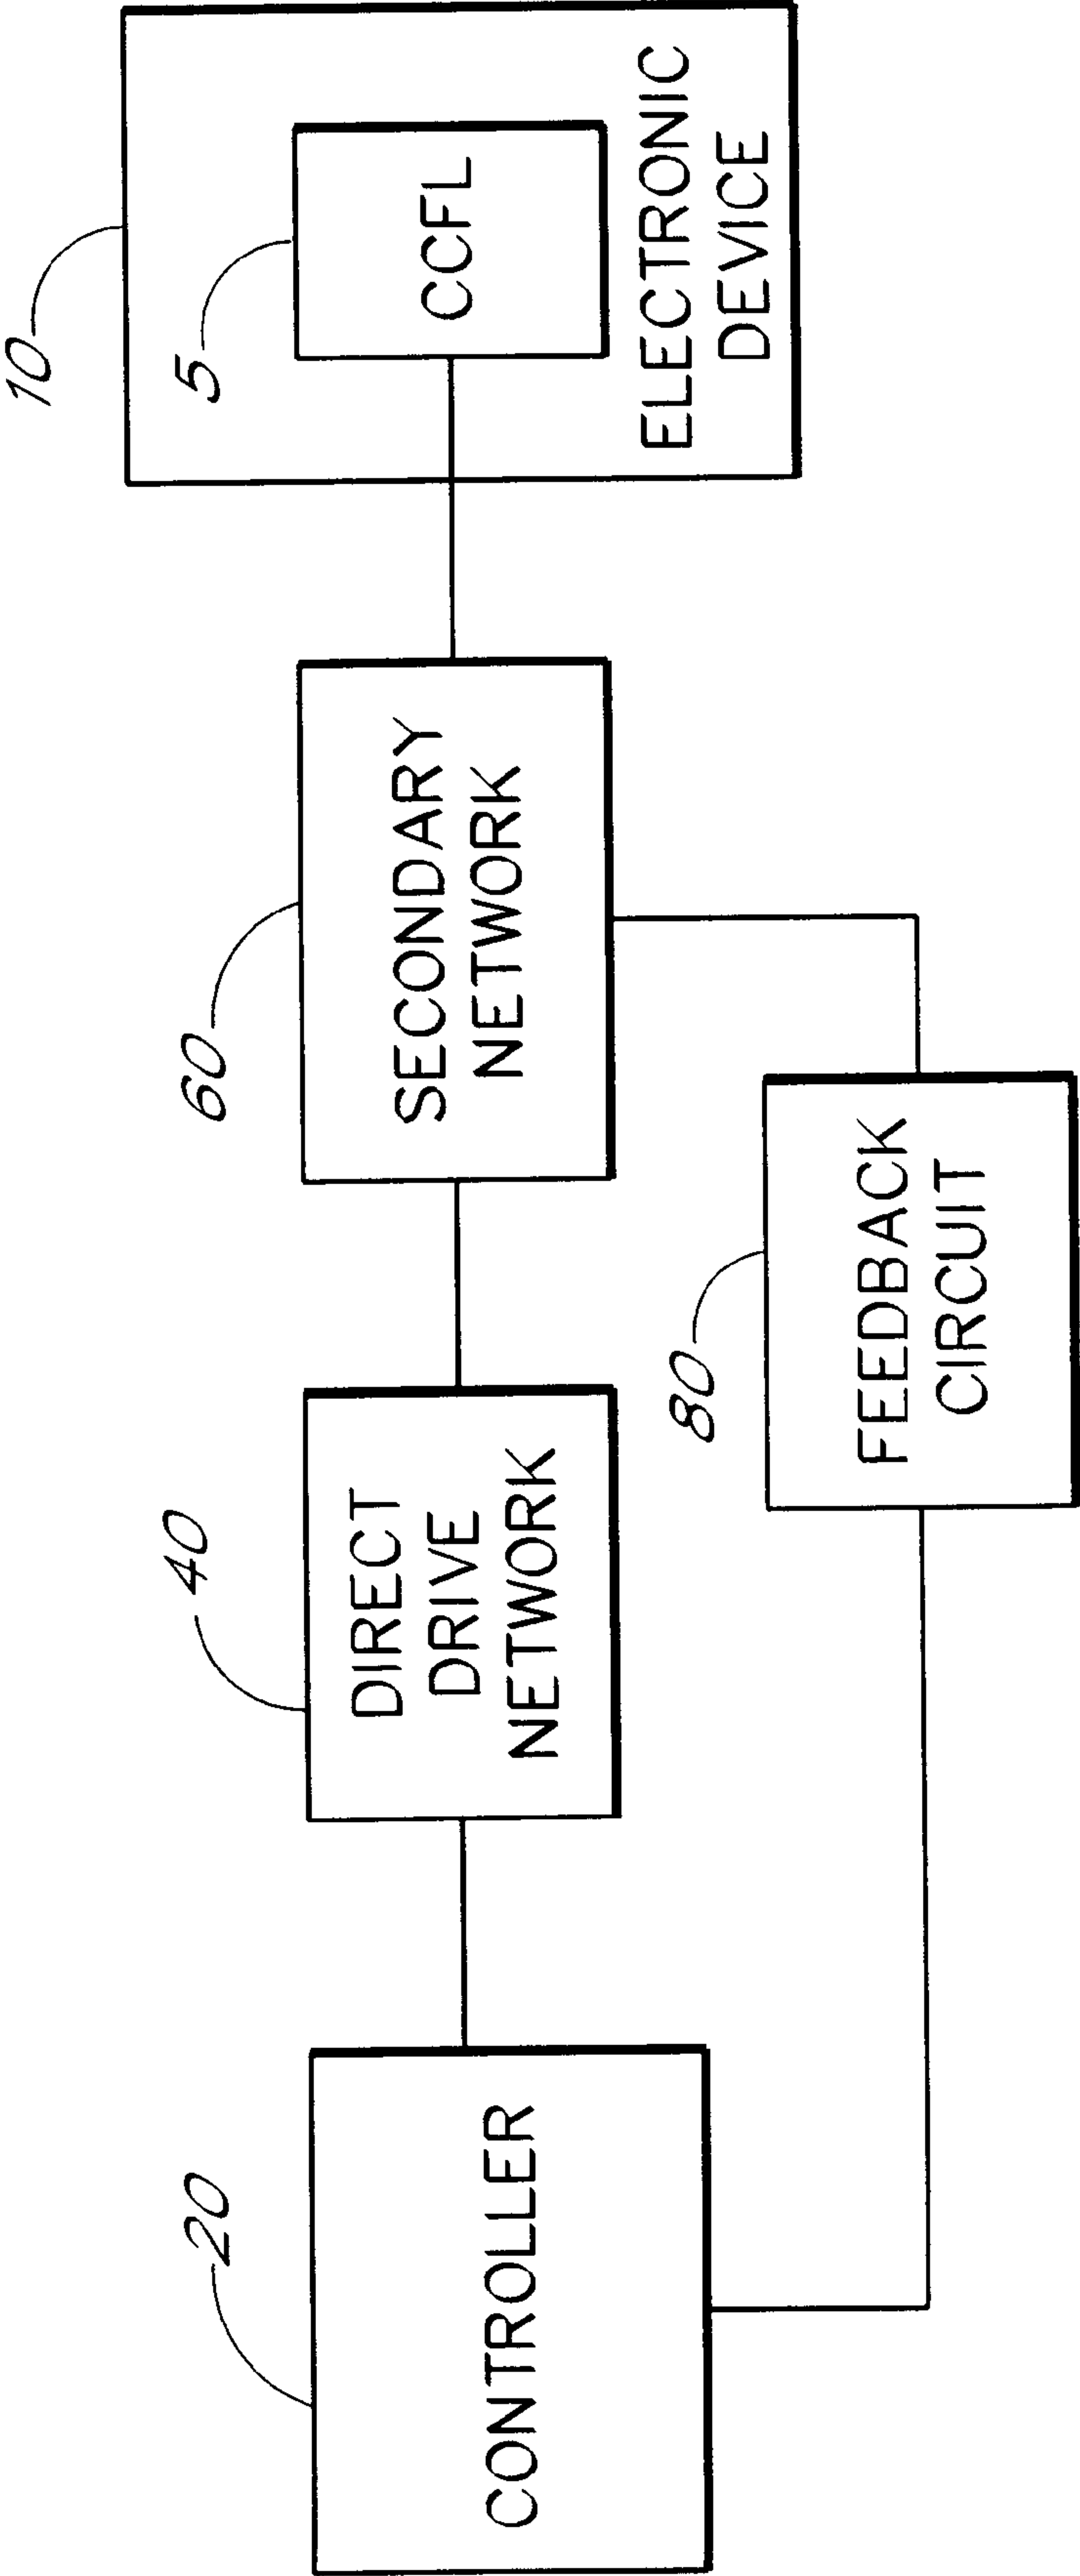 20
CONTROLLER
40
DIRECT
DRIVE
NETWORK
60
SECONDARY
NETWORK
10
5
CCFL
ELECTRONIC
DEVICE
80
FEEDBACK
CIRCUIT